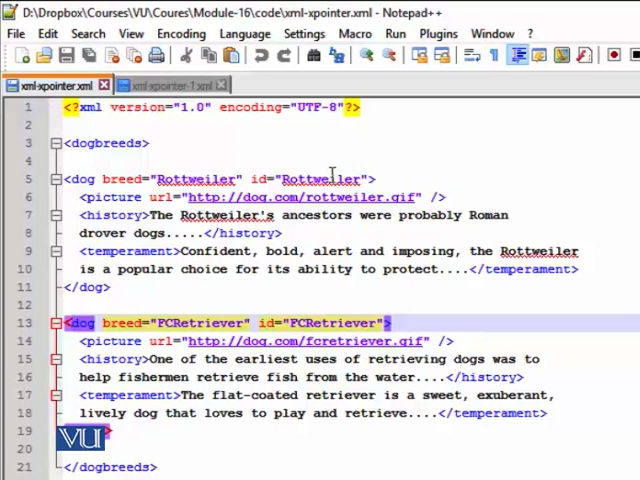 D:\Dropbox\Courses\VU\Coures\Module-16\code\xml-xpointer.xml - Notepad++
File Edit Search View Encoding Language Settings Macro Run Plugins Window ?
xml-xpointer.xml xml-xpointer-1.xml
1 <?xml version="1.0" encoding="UTF-8"?>
2
3 <dogbreeds>
4
5 <dog breed="Rottweiler" id="Rottweiler">
6 <picture url="http://dog.com/rottweiler.gif" />
7 <history>The Rottweiler's ancestors were probably Roman
8 drover dogs.....</history>
9 <temperament>Confident, bold, alert and imposing, the Rottweiler
10 is a popular choice for its ability to protect....</temperament>
11 </dog>
12
13 <dog breed="FCRetriever" id="FCRetriever">
14 <picture url="http://dog.com/fcretriever.gif" />
15 <history>One of the earliest uses of retrieving dogs was to
16 help fishermen retrieve fish from the water....</history>
17 <temperament>The flat-coated retriever is a sweet, exuberant,
18 lively dog that loves to play and retrieve....</temperament>
19 VU >
20
21 </dogbreeds>